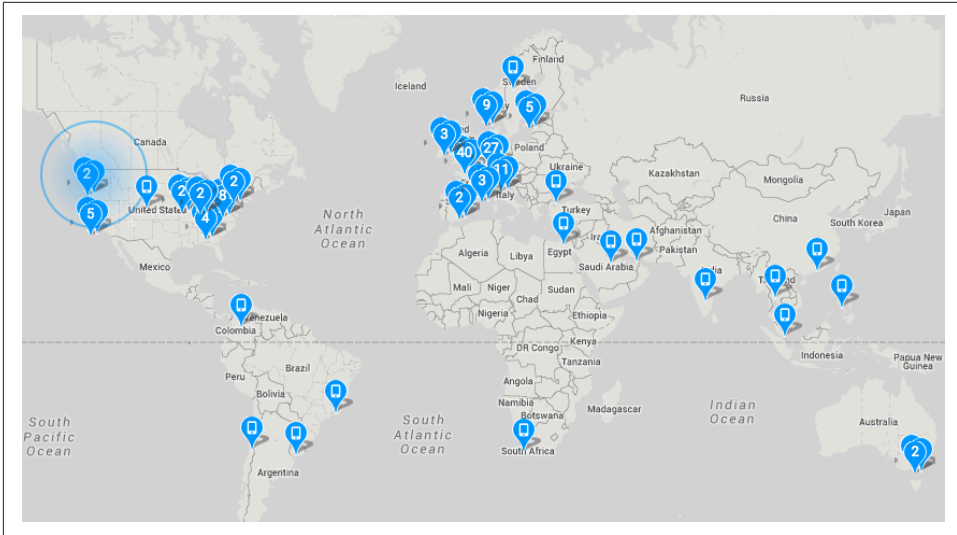 Finland
Iceland
Sweden
Russia
9
5
3
Canada
40
27
Poland
11
Ukraine
Kazakhstan
Mongolia
2
2
2
2
8
3
Italy
United States
2
5
4
North
Atlantic
Ocean
Turkey
China
Japan
South Korea
Afghanistan
Pakistan
Algeria
Libya
Egypt
Saudi Arabia
Mexico
Mali
Niger
Chad
Sudan
Nigeria
Ethiopia
Venezuela
Colombia
DR Congo
Kenya
Tanzania
Indonesia
Papua New
Guinea
Peru
Brazil
Bolivia
Angola
Namibia
Botswana
Madagascar
South
Pacific
Ocean
South
Atlantic
Ocean
Indian
Ocean
Australia
South Africa
2
Argentina